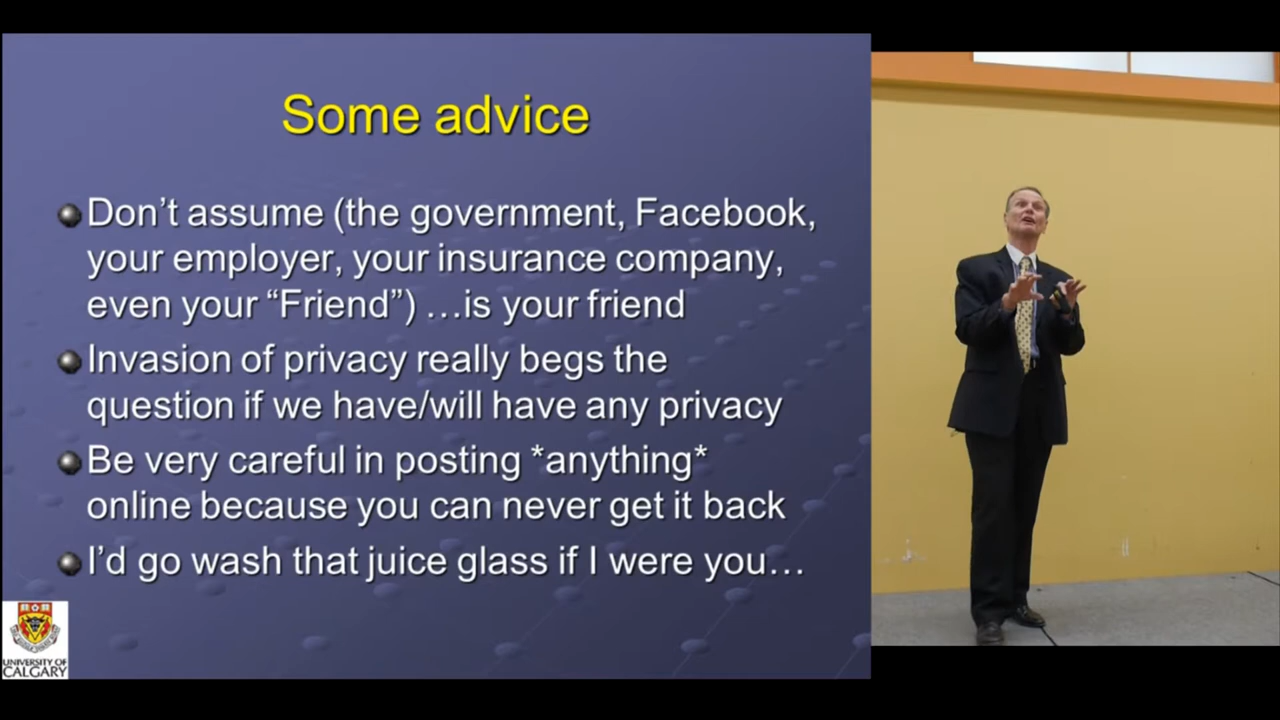 Some advice
Don’t assume (the government, Facebook,
your employer, your insurance company,
even your “Friend”) …is your friend
Invasion of privacy really begs the
question if we have/will have any privacy
Be very careful in posting *anything*
online because you can never get it back
I’d go wash that juice glass if I were you…
UNIVERSITY OF
CALGARY